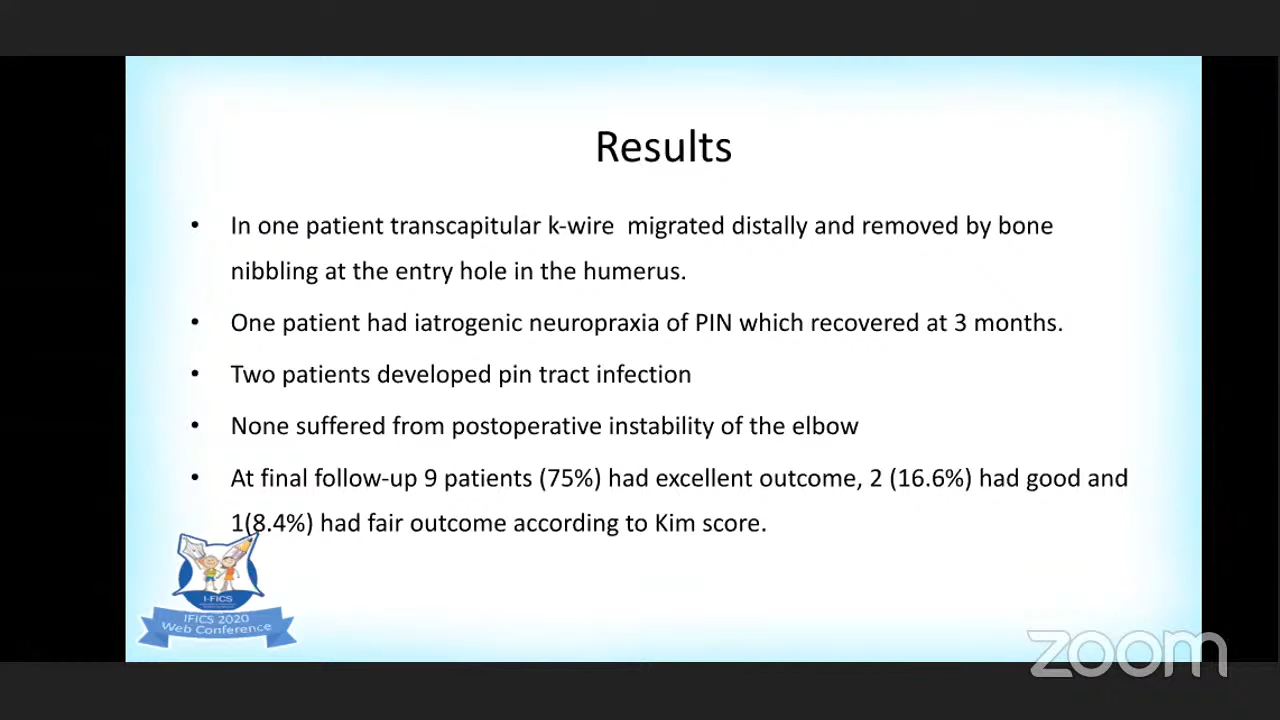 Results
• In one patient transcapitular k-wire  migrated distally and removed by bone
nibbling at the entry hole in the humerus.
• One patient had iatrogenic neuropraxia of PIN which recovered at 3 months.
• Two patients developed pin tract infection
• None suffered from postoperative instability of the elbow
• At final follow-up 9 patients (75%) had excellent outcome, 2 (16.6%) had good and
1(8.4%) had fair outcome according to Kim score.
I-FICS
IFICS 2020
Web Conference
zoom